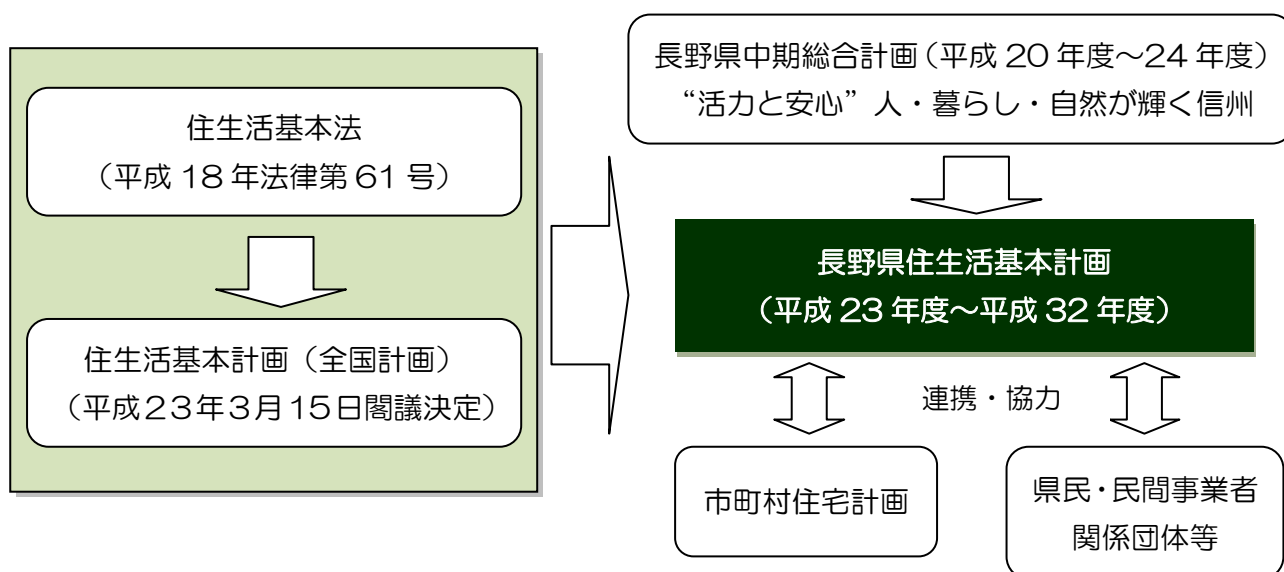 住生活基本法
（平成 18 年法律第 61 号）
住生活基本計画（全国計画）
（平成23年3月15日閣議決定）
長野県中期総合計画（平成 20 年度～24 年度）
“活力と安心”人・暮らし・自然が輝く信州
長野県住生活基本計画
（平成 23 年度～平成 32 年度）
連携・協力
市町村住宅計画
県民・民間事業者
関係団体等